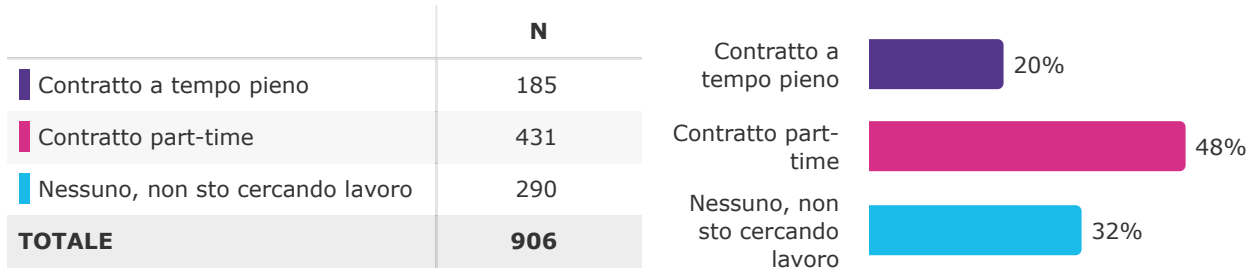 N
Contratto a tempo pieno 185
Contratto part-time 431
Nessuno, non sto cercando lavoro 290
TOTALE 906
Contratto a
tempo pieno
20%
Contratto part-
time
48%
Nessuno, non
sto cercando
lavoro
32%